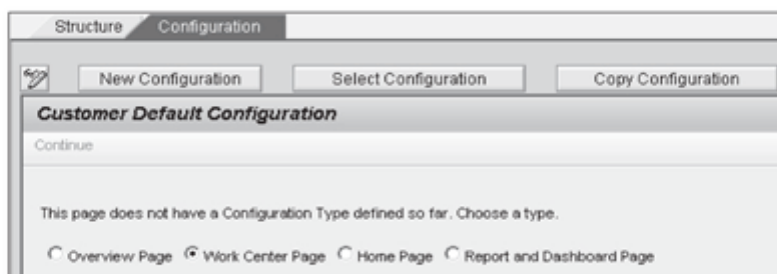 Structure Configuration
New Configuration Select Configuration Copy Configuration
Customer Default Configuration
Continue
This page does not have a Configuration Type defined so far. Choose a type.
Overview Page Work Center Page Home Page Report and Dashboard Page